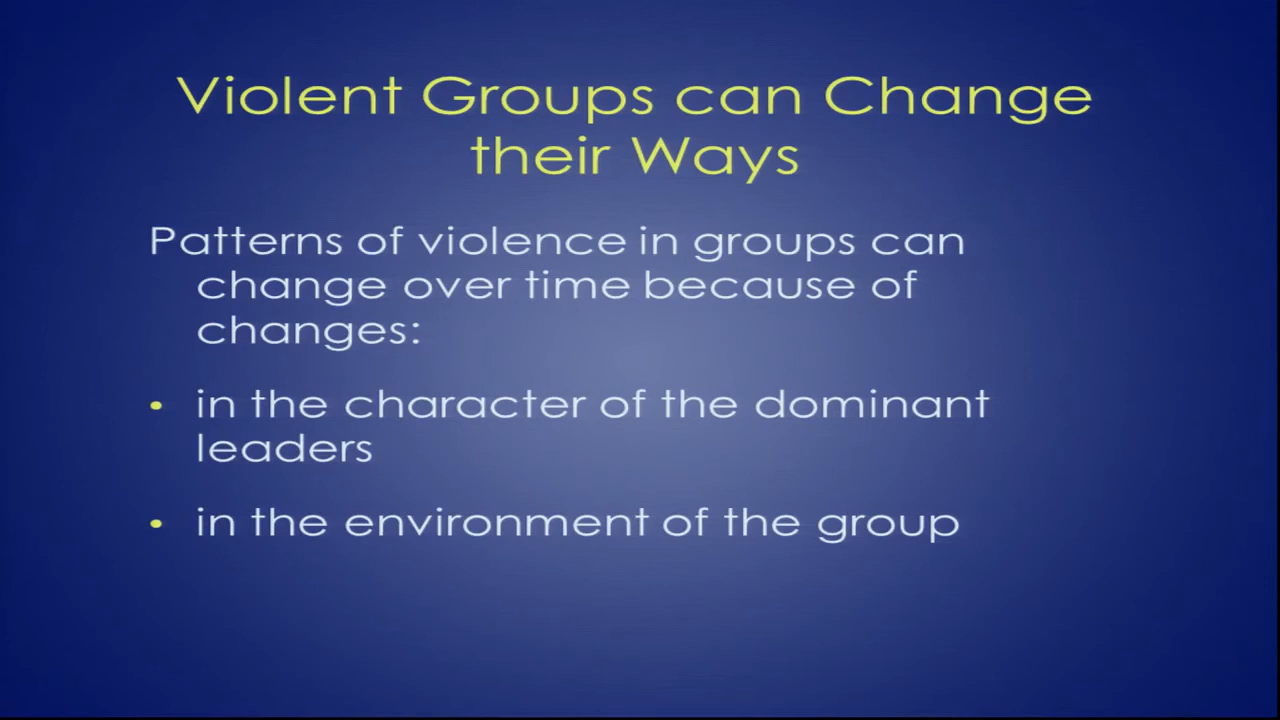 Violent Groups can Change
their Ways
Patterns of violence in groups can
change over time because of
changes:
• in the character of the dominant
leaders
• in the environment of the group